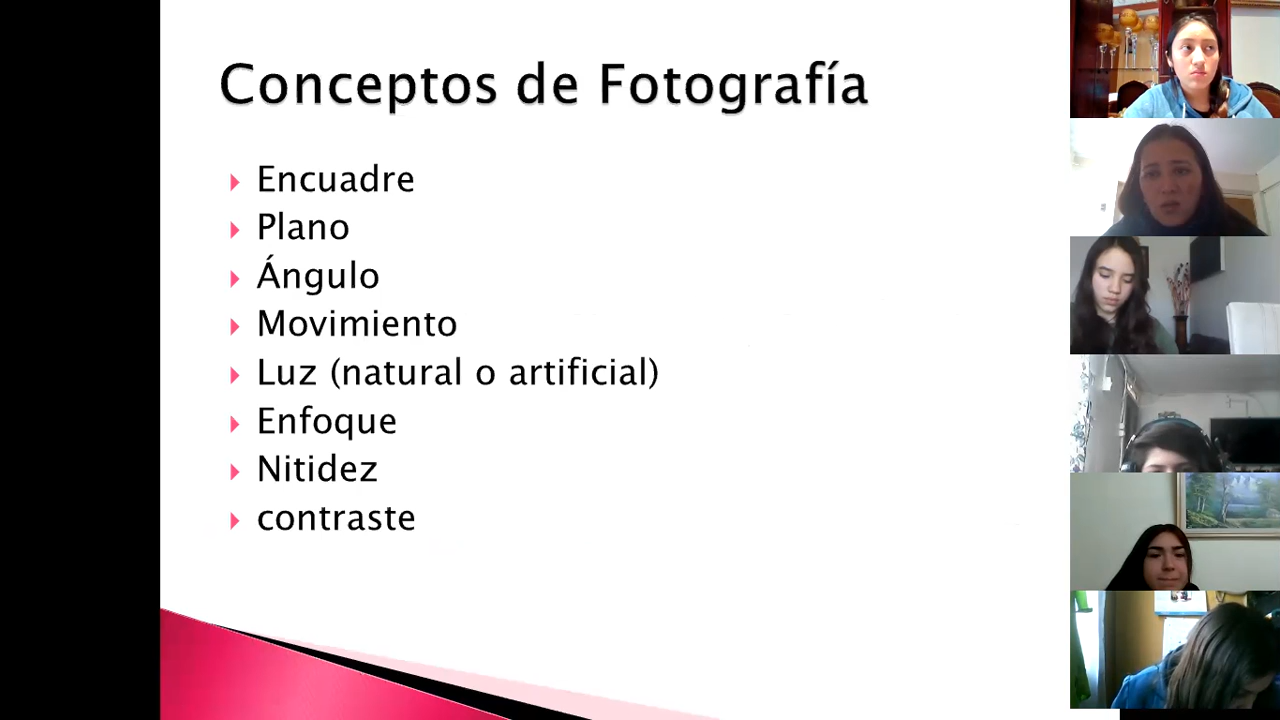 Conceptos de Fotografía
Encuadre
Plano
Ángulo
Movimiento
Luz (natural o artificial)
Enfoque
Nitidez
contraste